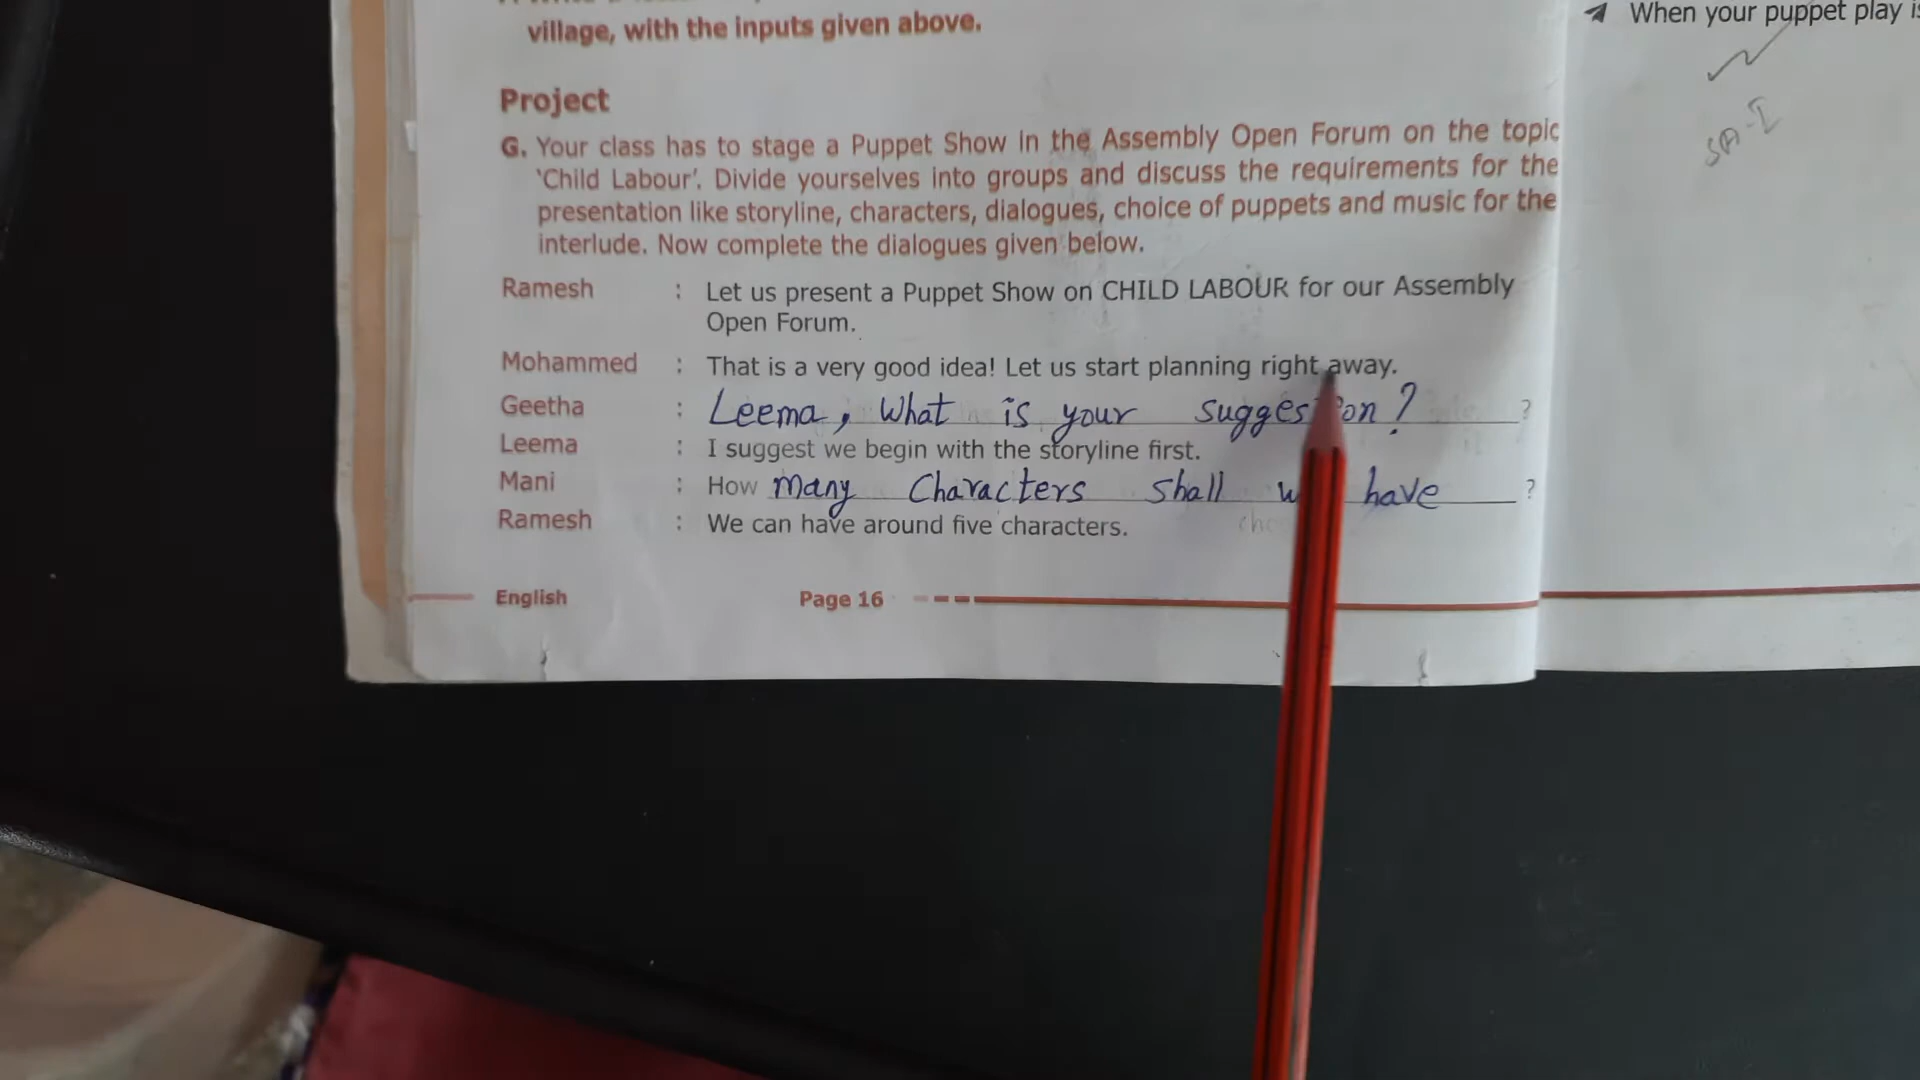 village, with the inputs given above.
Project
G. Your class has to stage a Puppet Show in the Assembly Open Forum on the topic
‘Child Labour’. Divide yourselves into groups and discuss the requirements for the
presentation like storyline, characters, dialogues, choice of puppets and music for the
interlude. Now complete the dialogues given below.
Ramesh : Let us present a Puppet Show on CHILD LABOUR for our Assembly
Open Forum.
Mohammed : That is a very good idea! Let us start planning right away.
Geetha : Leema, What is your suggestion? ?
Leema : I suggest we begin with the storyline first.
Mani : How many Characters shall we have ?
Ramesh : We can have around five characters.
English Page 16
When your puppet play
SA-I